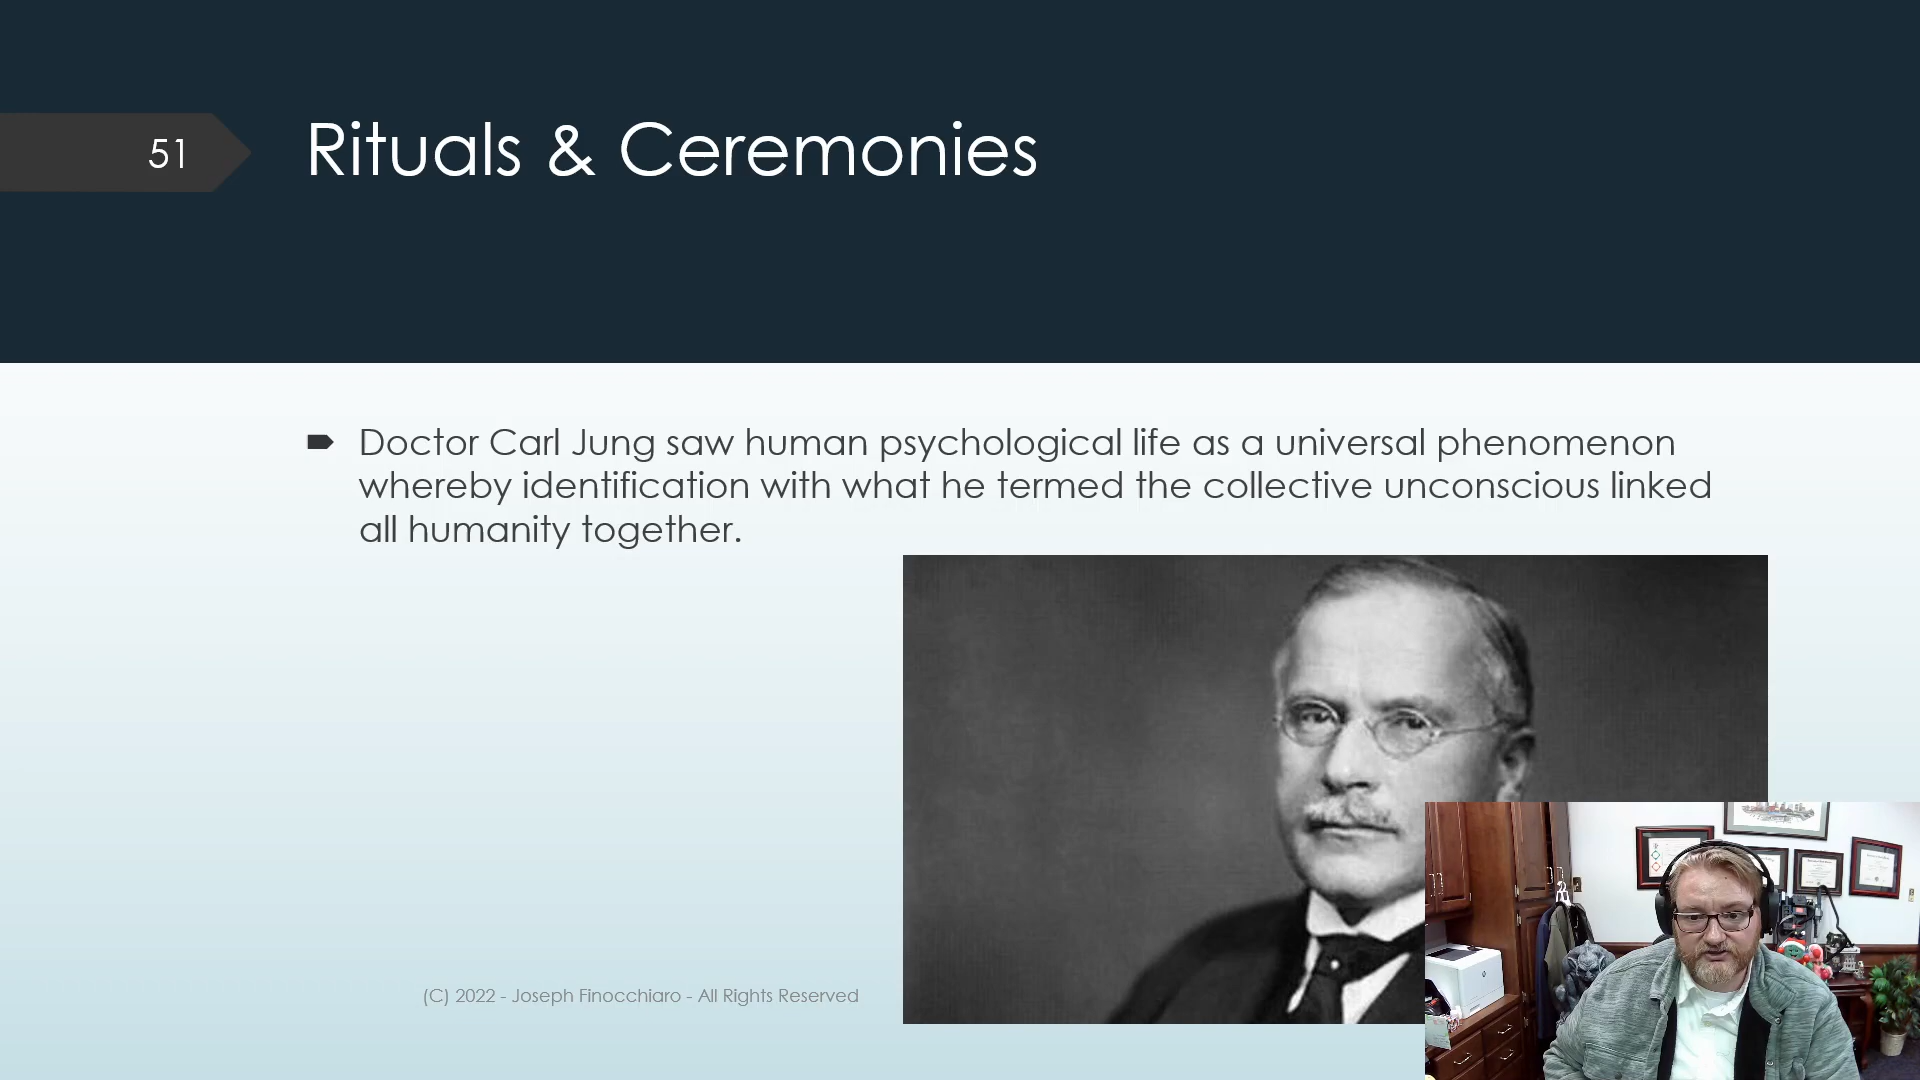 51
Rituals & Ceremonies
Doctor Carl Jung saw human psychological life as a universal phenomenon
whereby identification with what he termed the collective unconscious linked
all humanity together.
(C) 2022 - Joseph Finocchiaro - All Rights Reserved